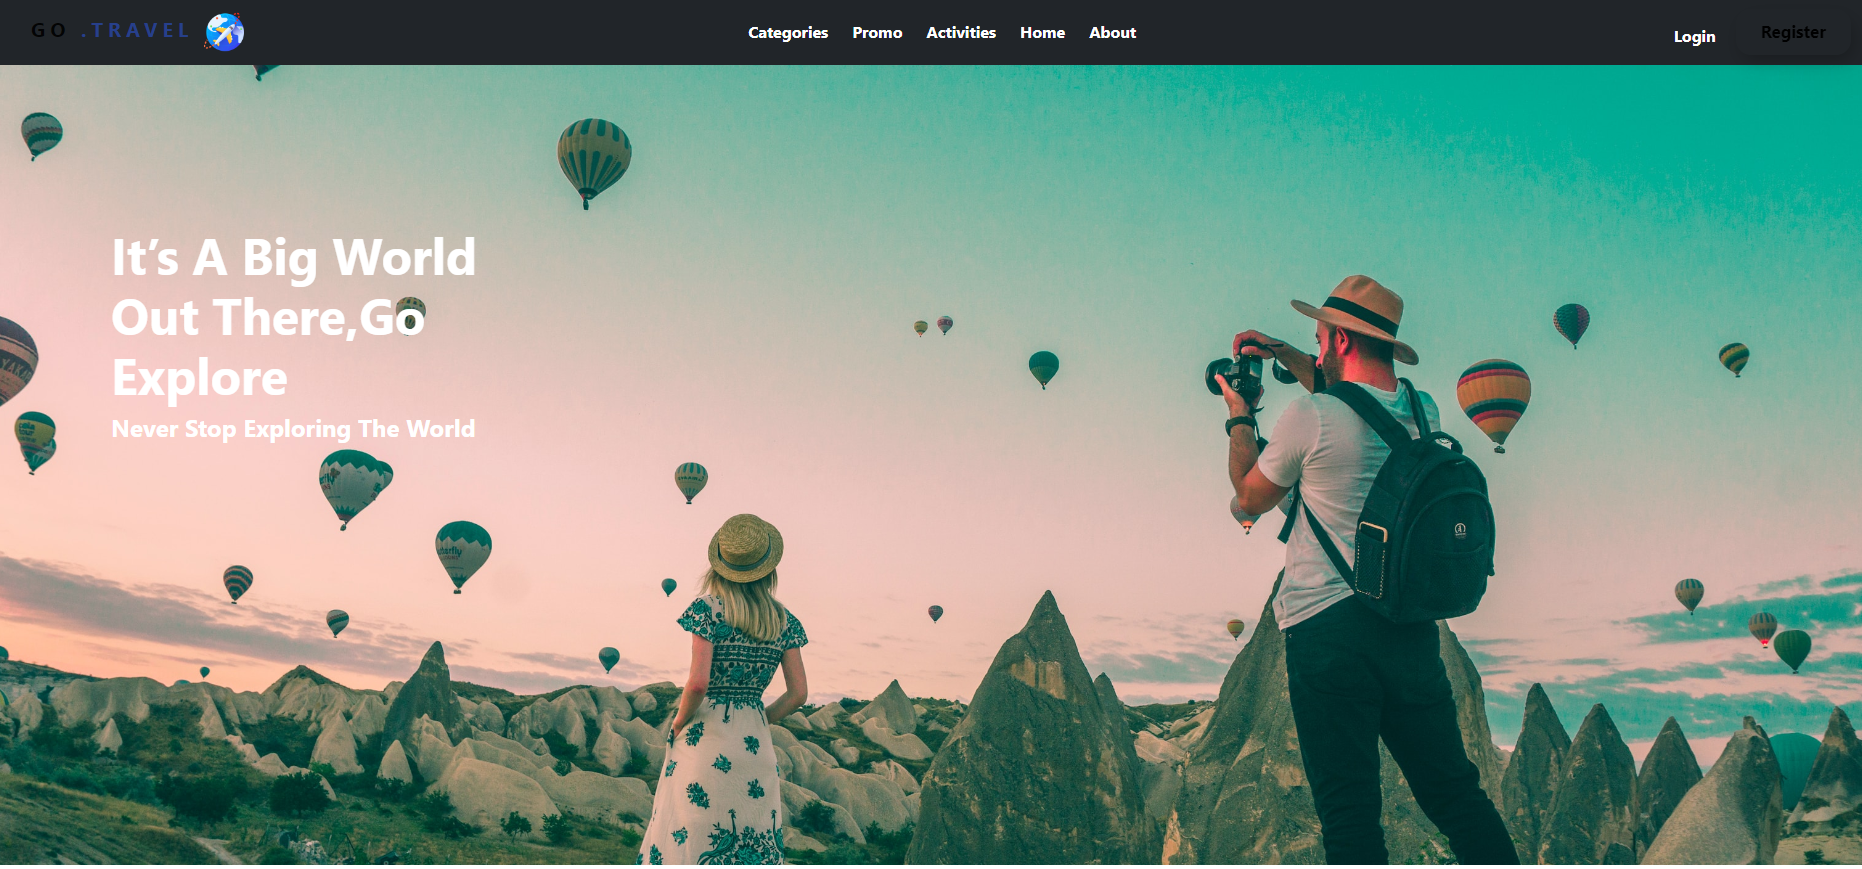 GO .TRAVEL
Categories Promo Activities Home About
Login Register
It’s A Big World
Out There,Go
Explore
Never Stop Exploring The World